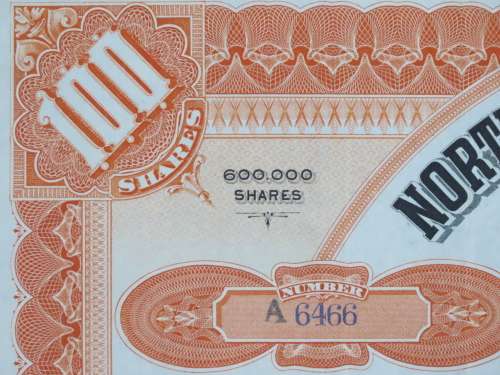 100
SHARES
600.000
SHARES
NORT
NUMBER
A 6466